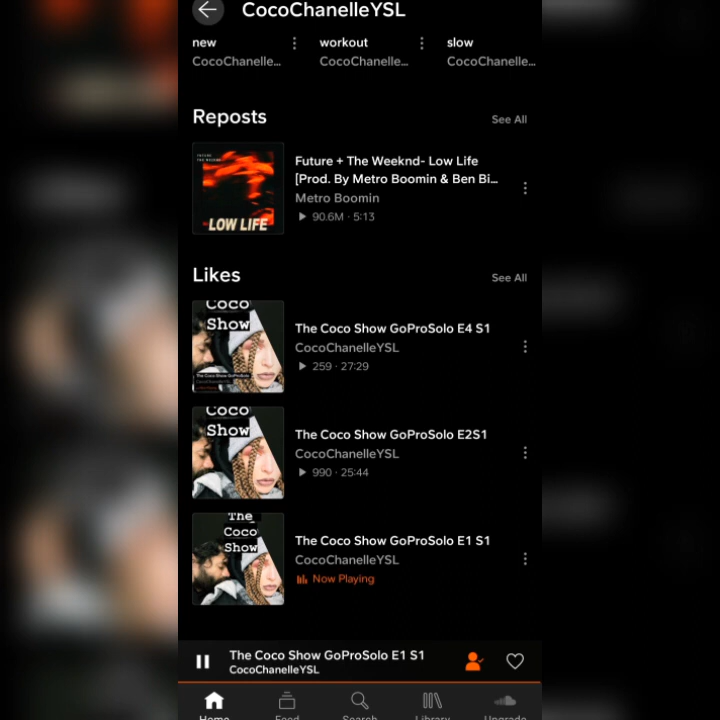 CocoChanelleYSL
new
workout
slow
CocoChanelle...
CocoChanelle...
CocoChanelle...
Reposts
See All
LOW LIFE
Future + The Weeknd- Low Life
[Prod. By Metro Boomin & Ben Bi...
Metro Boomin
90.6M · 5:13
Likes
See All
Coco
Show
The Coco Show GoProSolo E4 S1
CocoChanelleYSL
259 · 27:29
Coco
Show
The Coco Show GoProSolo E2S1
CocoChanelleYSL
990 · 25:44
The
Coco
Show
The Coco Show GoProSolo E1 S1
CocoChanelleYSL
Now Playing
The Coco Show GoProSolo E1 S1
CocoChanelleYSL
Home
Feed
Search
Library
Upgrade